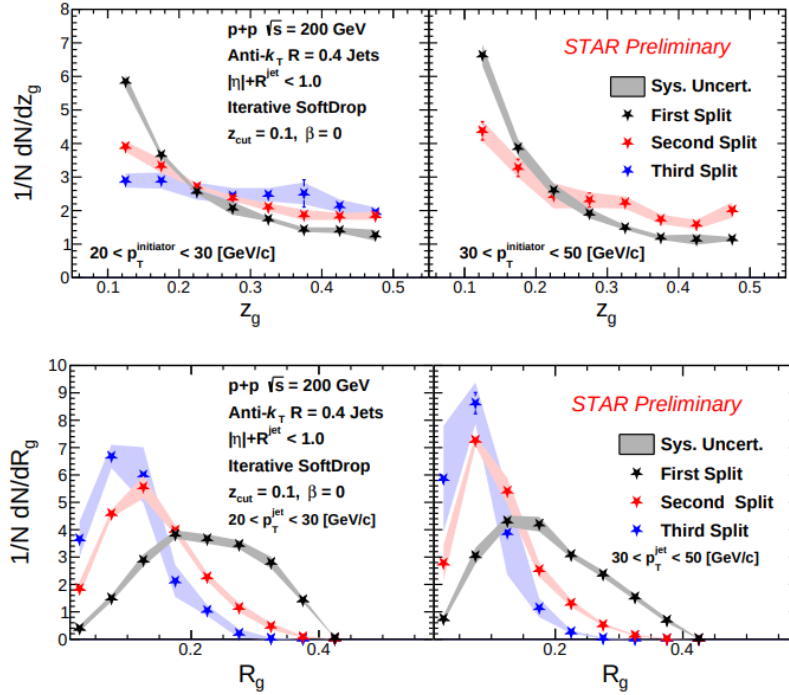 8
7
6
5
4
3
2
1
0
1/N dN/dz_g
p+p √s = 200 GeV
Anti-k_T R = 0.4 Jets
|η|+R^jet < 1.0
Iterative SoftDrop
z_cut = 0.1, β = 0
20 < p_T^initiator < 30 [GeV/c]
0.1 0.2 0.3 0.4 0.5
z_g
STAR Preliminary
Sys. Uncert.
First Split
Second Split
Third Split
30 < p_T^initiator < 50 [GeV/c]
0.1 0.2 0.3 0.4 0.5
z_g
10
9
8
7
6
5
4
3
2
1
0
1/N dN/dR_g
p+p √s = 200 GeV
Anti-k_T R = 0.4 Jets
|η|+R^jet < 1.0
Iterative SoftDrop
z_cut = 0.1, β = 0
20 < p_T^jet < 30 [GeV/c]
0.2 0.4
R_g
STAR Preliminary
Sys. Uncert.
First Split
Second Split
Third Split
30 < p_T^jet < 50 [GeV/c]
0.2 0.4
R_g